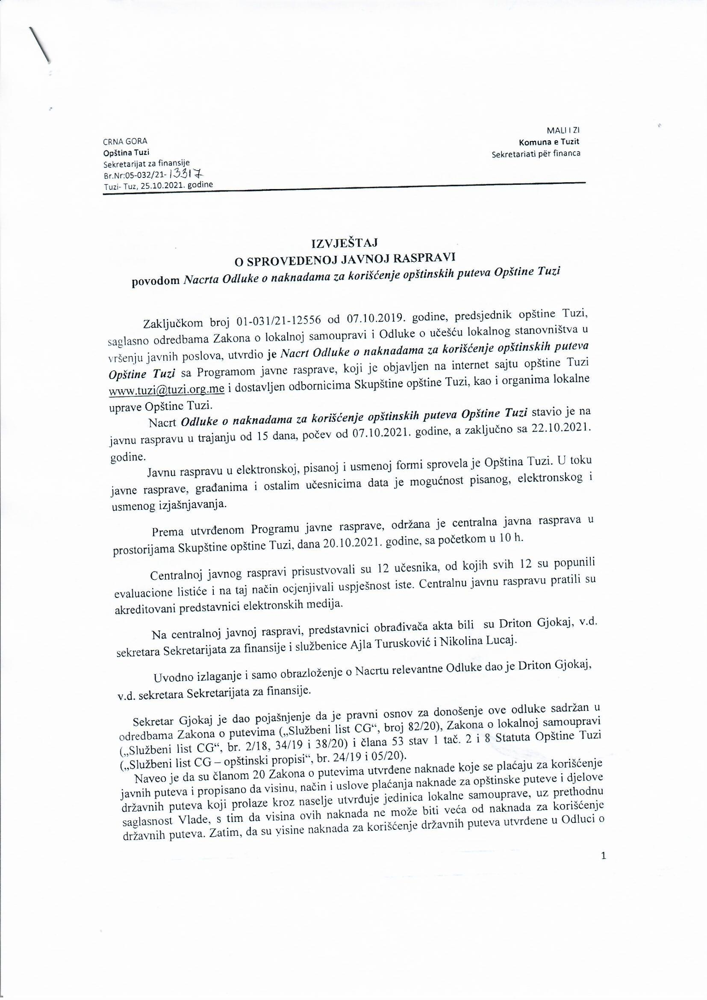 CRNA GORA
Opština Tuzi
Sekretarijat za finansije
Br.Nr:05-032/21-13317
Tuzi- Tuz, 25.10.2021. godine
MALI I ZI
Komuna e Tuzit
Sekretariati për financa
IZVJEŠTAJ
O SPROVEDENOJ JAVNOJ RASPRAVI
povodom Nacrta Odluke o naknadama za korišćenje opštinskih puteva Opštine Tuzi
Zaključkom broj 01-031/21-12556 od 07.10.2019. godine, predsjednik opštine Tuzi,
saglasno odredbama Zakona o lokalnoj samoupravi i Odluke o učešću lokalnog stanovništva u
vršenju javnih poslova, utvrdio je Nacrt Odluke o naknadama za korišćenje opštinskih puteva
Opštine Tuzi sa Programom javne rasprave, koji je objavljen na internet sajtu opštine Tuzi
www.tuzi@tuzi.org.me i dostavljen odbornicima Skupštine opštine Tuzi, kao i organima lokalne
uprave Opštine Tuzi.
Nacrt Odluke o naknadama za korišćenje opštinskih puteva Opštine Tuzi stavio je na
javnu raspravu u trajanju od 15 dana, počev od 07.10.2021. godine, a zaključno sa 22.10.2021.
godine.
Javnu raspravu u elektronskoj, pisanoj i usmenoj formi sprovela je Opština Tuzi. U toku
javne rasprave, građanima i ostalim učesnicima data je mogućnost pisanog, elektronskog i
usmenog izjašnjavanja.
Prema utvrđenom Programu javne rasprave, održana je centralna javna rasprava u
prostorijama Skupštine opštine Tuzi, dana 20.10.2021. godine, sa početkom u 10 h.
Centralnoj javnog raspravi prisustvovali su 12 učesnika, od kojih svih 12 su popunili
evaluacione listiće i na taj način ocjenjivali uspješnost iste. Centralnu javnu raspravu pratili su
akreditovani predstavnici elektronskih medija.
Na centralnoj javnoj raspravi, predstavnici obrađivača akta bili su Driton Gjokaj, v.d.
sekretara Sekretarijata za finansije i službenice Ajla Turusković i Nikolina Lucaj.
Uvodno izlaganje i samo obrazloženje o Nacrtu relevantne Odluke dao je Driton Gjokaj,
v.d. sekretara Sekretarijata za finansije.
Sekretar Gjokaj je dao pojašnjenje da je pravni osnov za donošenje ove odluke sadržan u
odredbama Zakona o putevima („Službeni list CG“, broj 82/20), Zakona o lokalnoj samoupravi
(„Službeni list CG“, br. 2/18, 34/19 i 38/20) i člana 53 stav 1 tač. 2 i 8 Statuta Opštine Tuzi
(„Službeni list CG – opštinski propisi“, br. 24/19 i 05/20).
Naveo je da su članom 20 Zakona o putevima utvrđene naknade koje se plaćaju za korišćenje
javnih puteva i propisano da visinu, način i uslove plaćanja naknade za opštinske puteve i djelove
državnih puteva koji prolaze kroz naselje utvrđuje jedinica lokalne samouprave, uz prethodnu
saglasnost Vlade, s tim da visina ovih naknada ne može biti veća od naknada za korišćenje
državnih puteva. Zatim, da su visine naknada za korišćenje državnih puteva utvrđene u Odluci o
1